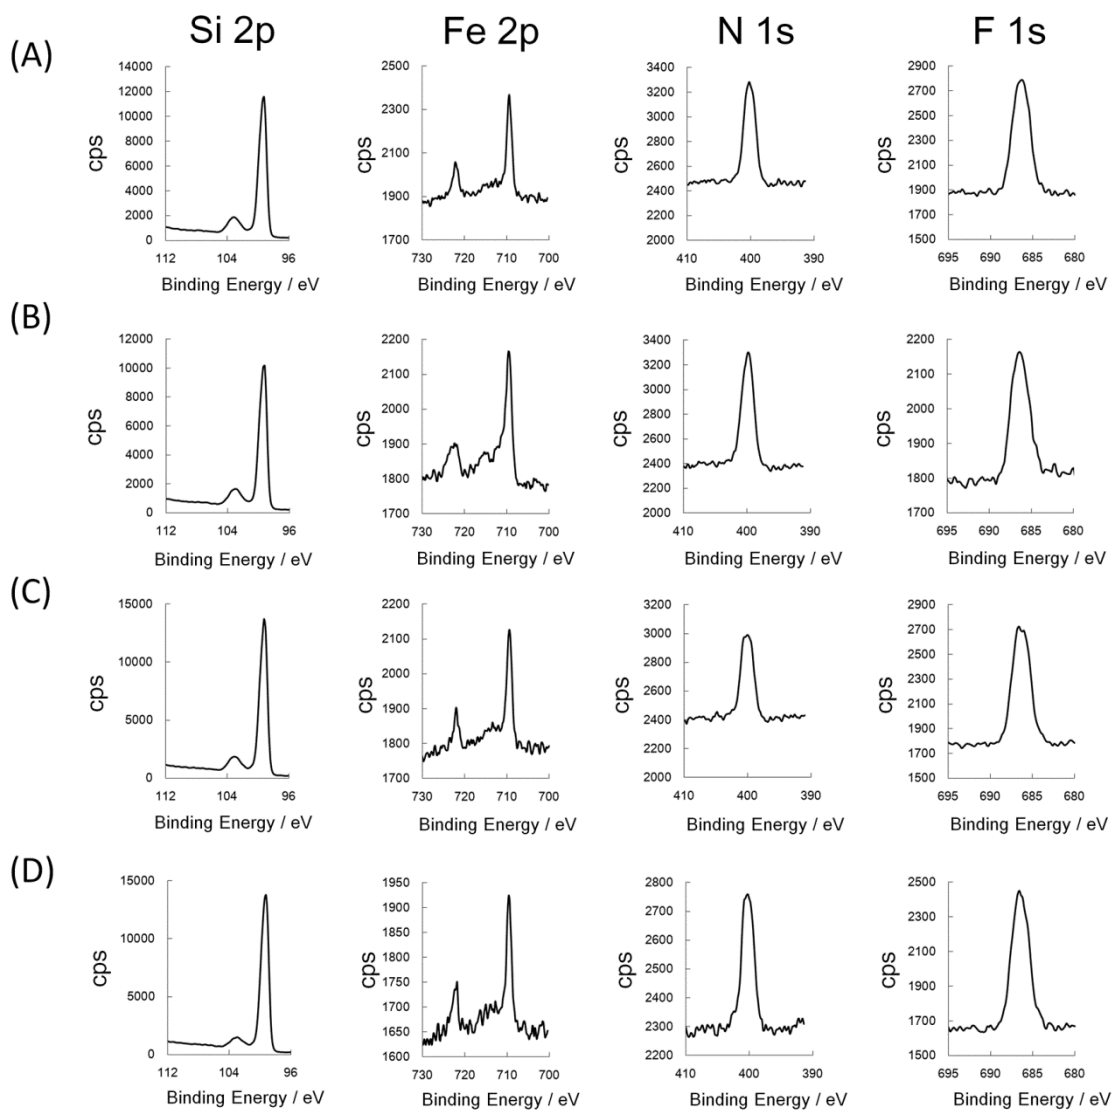 Si 2p Fe 2p N 1s F 1s
(A)
cps cps cps cps
14000 2500 3400 2900
12000 3200 2700
10000 2300 3000 2500
8000 2800 2300
6000 2100 2600 2100
4000 1900 2400 1900
2000 2200 1700
0 1700 2000 1500
112 104 96 730 720 710 700 410 400 390 695 690 685 680
Binding Energy / eV Binding Energy / eV Binding Energy / eV Binding Energy / eV
(B)
cps cps cps cps
12000 2200 3400 2200
10000 2100 3200 2100
8000 3000
6000 2000 2800 2000
4000 1900 2600 1900
2000 1800 2400 1800
2200
0 1700 2000 1700
112 104 96 730 720 710 700 410 400 390 695 690 685 680
Binding Energy / eV Binding Energy / eV Binding Energy / eV Binding Energy / eV
(C)
cps cps cps cps
15000 2200 3200 2900
2100 3000 2700
10000 2800 2500
2000 2600 2300
1900 2100
5000 1800 2400 1900
2200 1700
0 1700 2000 1500
112 104 96 730 720 710 700 410 400 390 695 690 685 680
Binding Energy / eV Binding Energy / eV Binding Energy / eV Binding Energy / eV
(D)
cps cps cps cps
15000 1950 2800 2500
1900 2700
10000 1850 2600 2300
1800 2500 2100
1750 1900
5000 1700 2400
1650 2300 1700
0 1600 2200 1500
112 104 96 730 720 710 700 410 400 390 695 690 685 680
Binding Energy / eV Binding Energy / eV Binding Energy / eV Binding Energy / eV